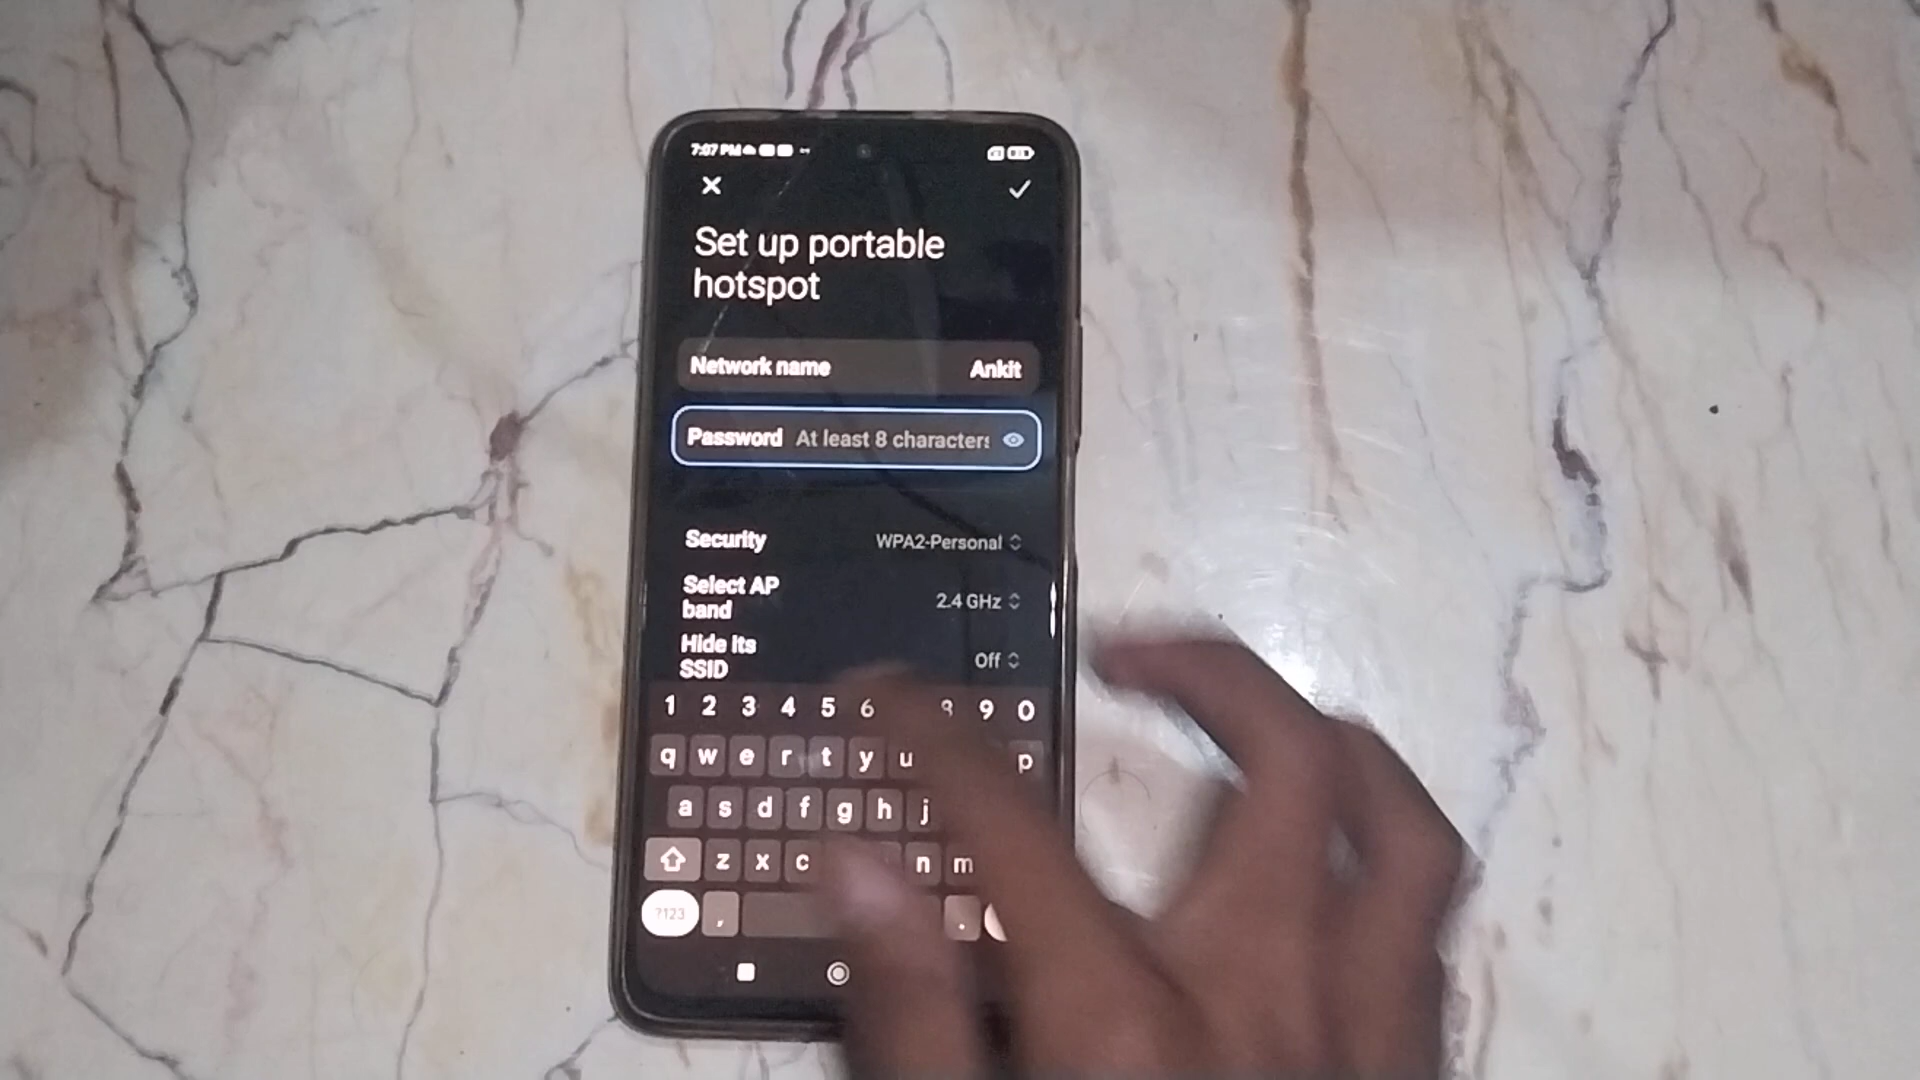 7:07 PM
Set up portable
hotspot
Network name Ankit
Password At least 8 characters
Security WPA2-Personal
Select AP
band 2.4 GHz
Hide its
SSID Off
1 2 3 4 5 6 8 9 0
q w e r t y u p
a s d f g h j
z x c n m
?123 , .